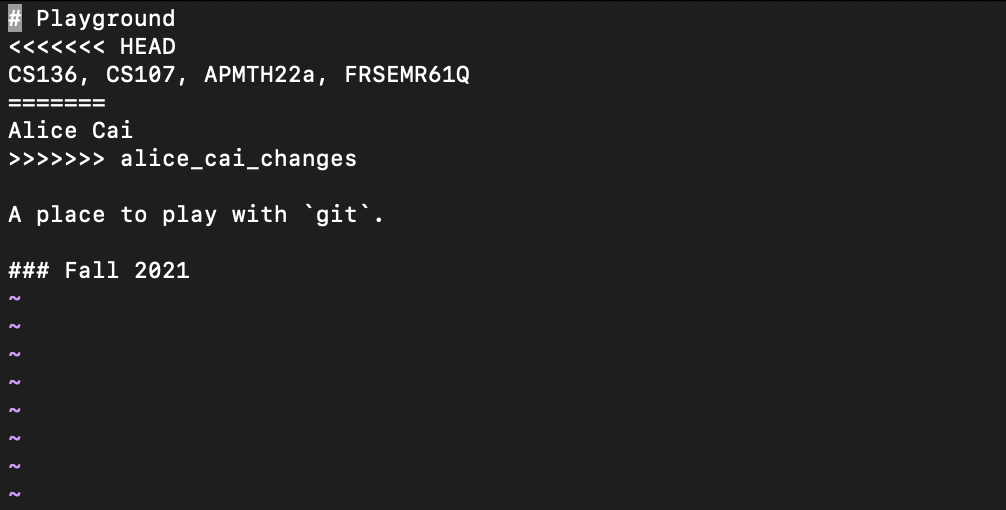 # Playground
<<<<<<< HEAD
CS136, CS107, APMTH22a, FRSEMR61Q
=======
Alice Cai
>>>>>>> alice_cai_changes

A place to play with `git`.

### Fall 2021
~
~
~
~
~
~
~
~